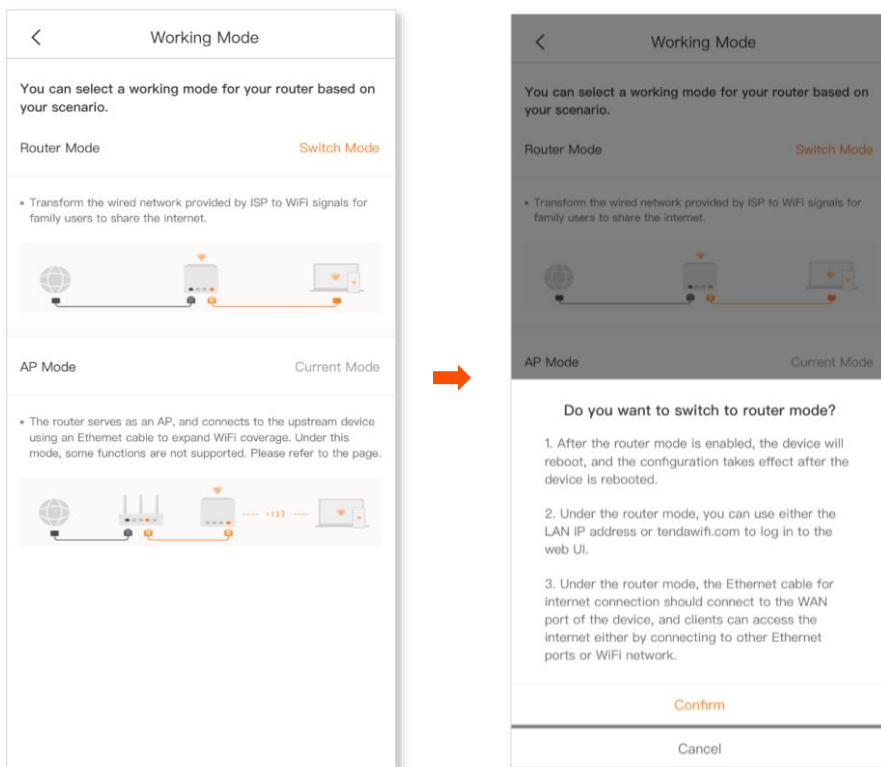 Working Mode
You can select a working mode for your router based on
your scenario.
Router Mode
Switch Mode
• Transform the wired network provided by ISP to WiFi signals for
family users to share the internet.
AP Mode
Current Mode
• The router serves as an AP, and connects to the upstream device
using an Ethernet cable to expand WiFi coverage. Under this
mode, some functions are not supported. Please refer to the page.
Working Mode
You can select a working mode for your router based on
your scenario.
Router Mode
Switch Mode
• Transform the wired network provided by ISP to WiFi signals for
family users to share the internet.
AP Mode
Current Mode
Do you want to switch to router mode?
1. After the router mode is enabled, the device will
reboot, and the configuration takes effect after the
device is rebooted.
2. Under the router mode, you can use either the
LAN IP address or tendawifi.com to log in to the
web UI.
3. Under the router mode, the Ethernet cable for
internet connection should connect to the WAN
port of the device, and clients can access the
internet either by connecting to other Ethernet
ports or WiFi network.
Confirm
Cancel